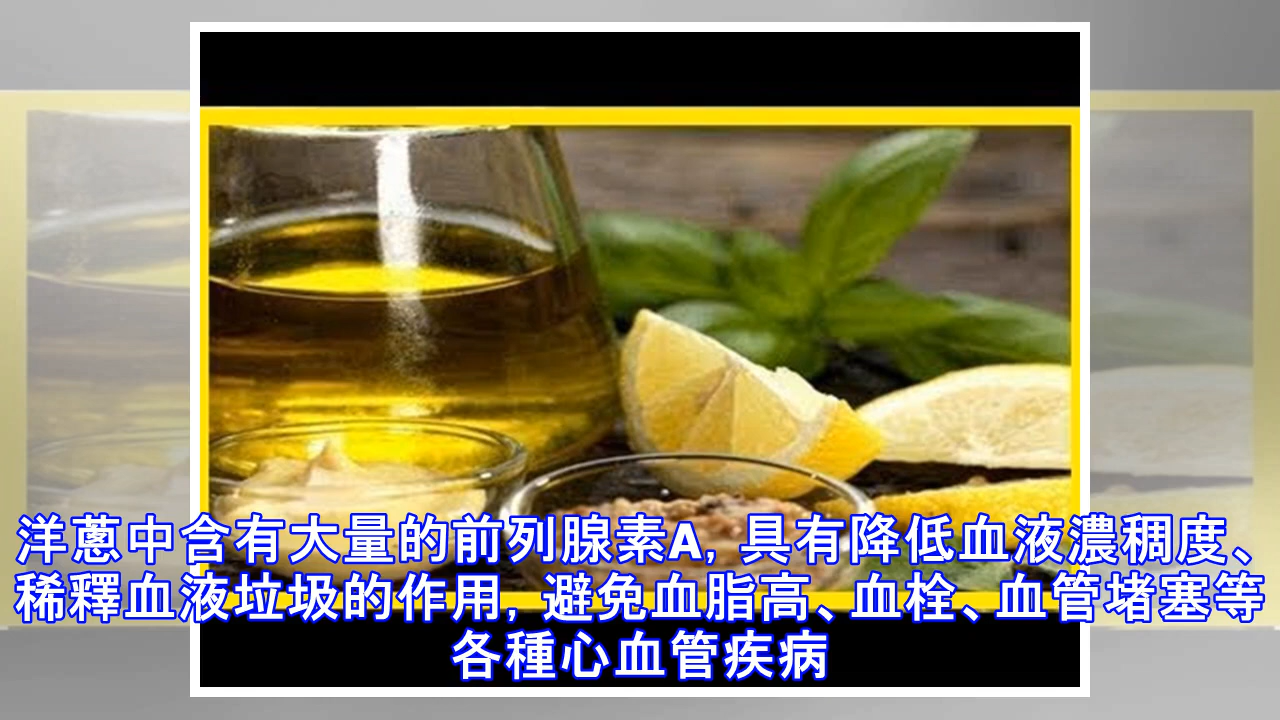 洋蔥中含有大量的前列腺素A, 具有降低血液濃稠度、
稀釋血液垃圾的作用, 避免血脂高、血栓、血管堵塞等
各種心血管疾病